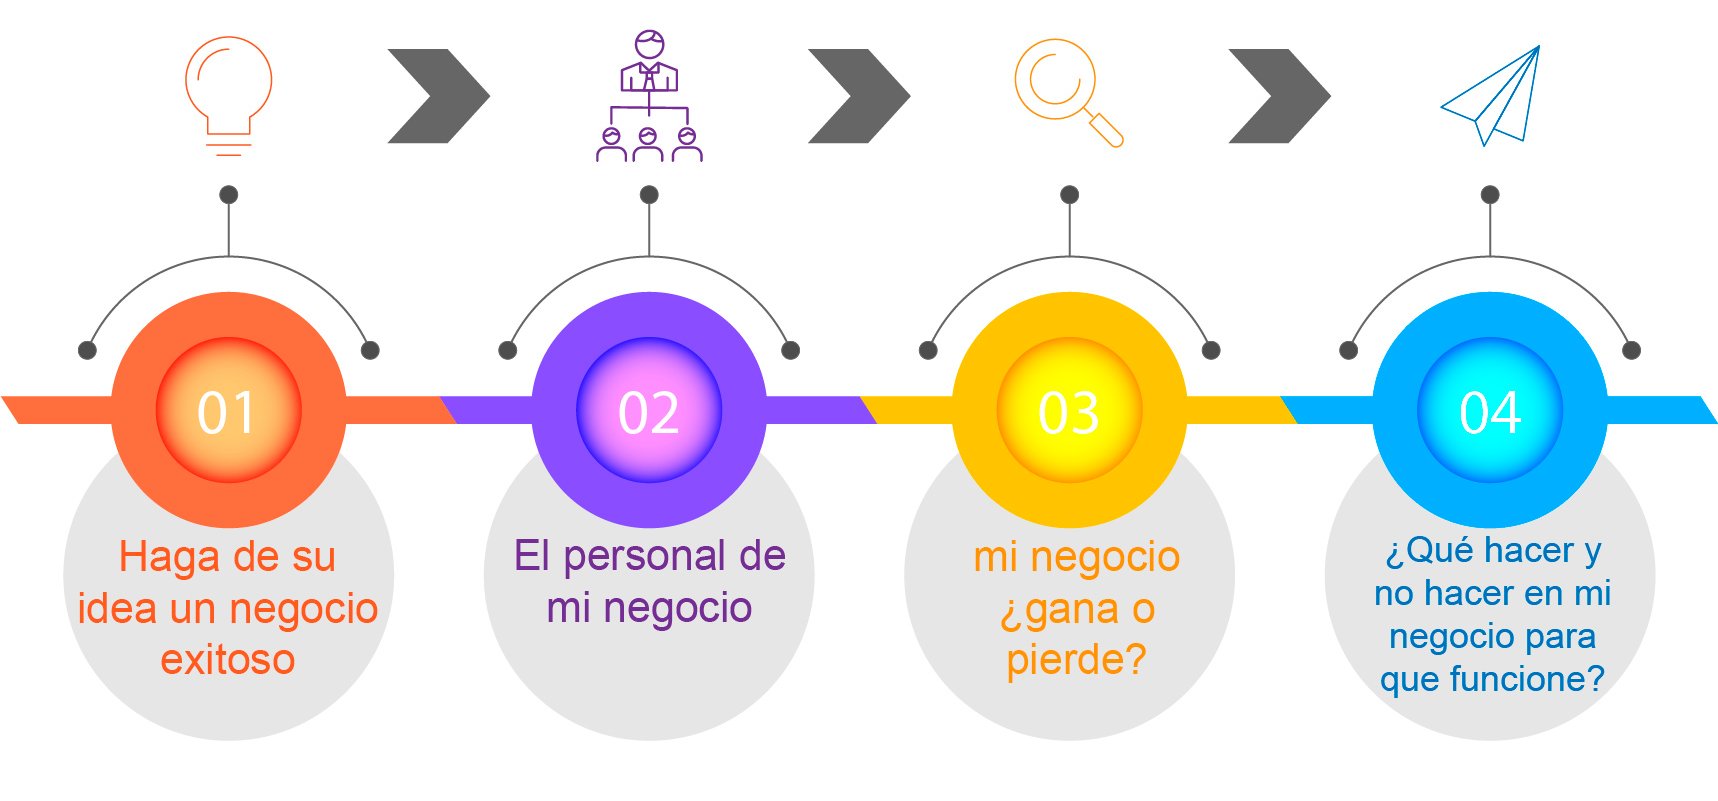 01
Haga de su
idea un negocio
exitoso
02
El personal de
mi negocio
03
mi negocio
¿gana o
pierde?
04
¿Qué hacer y
no hacer en mi
negocio para
que funcione?